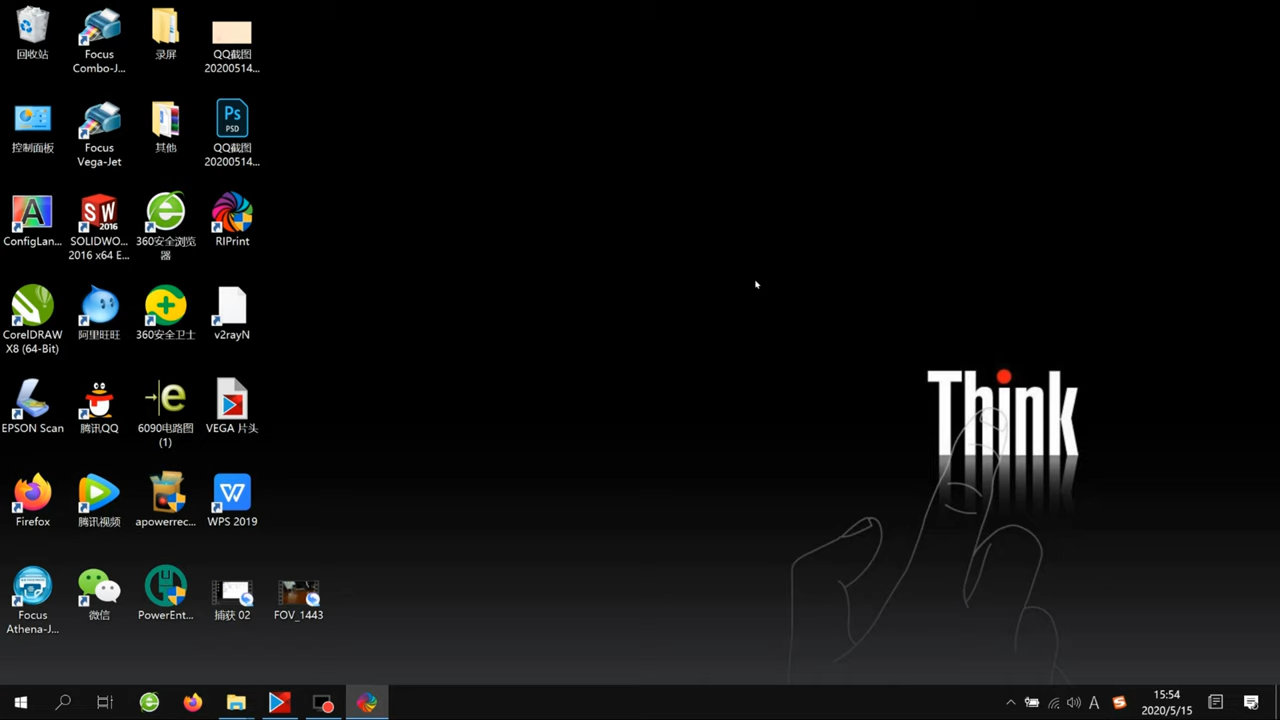 回收站
Focus
Combo-J...
录屏
QQ截图
20200514...
控制面板
Focus
Vega-Jet
其他
Ps
PSD
QQ截图
20200514...
A
ConfigLan...
SW
2016
SOLIDWO...
2016 x64 E...
360安全浏览
器
RIPrint
CorelDRAW
X8 (64-Bit)
阿里旺旺
360安全卫士
v2rayN
EPSON Scan
腾讯QQ
6090电路图
(1)
VEGA 片头
Firefox
腾讯视频
apowerrec...
W
WPS 2019
Focus
Athena-J...
微信
PowerEnt...
捕获 02
FOV_1443
Think
A
15:54
2020/5/15